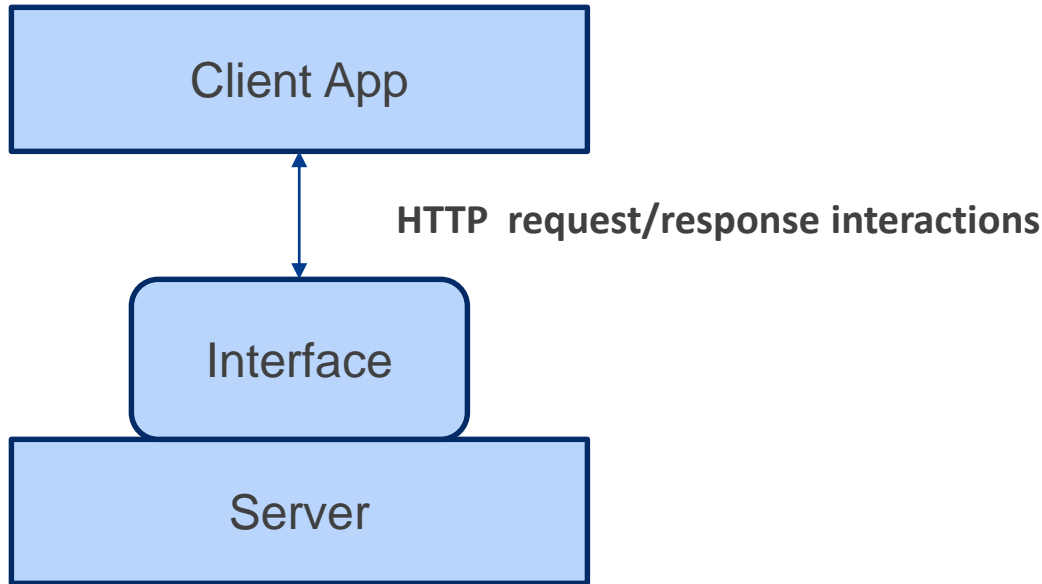 Client App
HTTP request/response interactions
Interface
Server